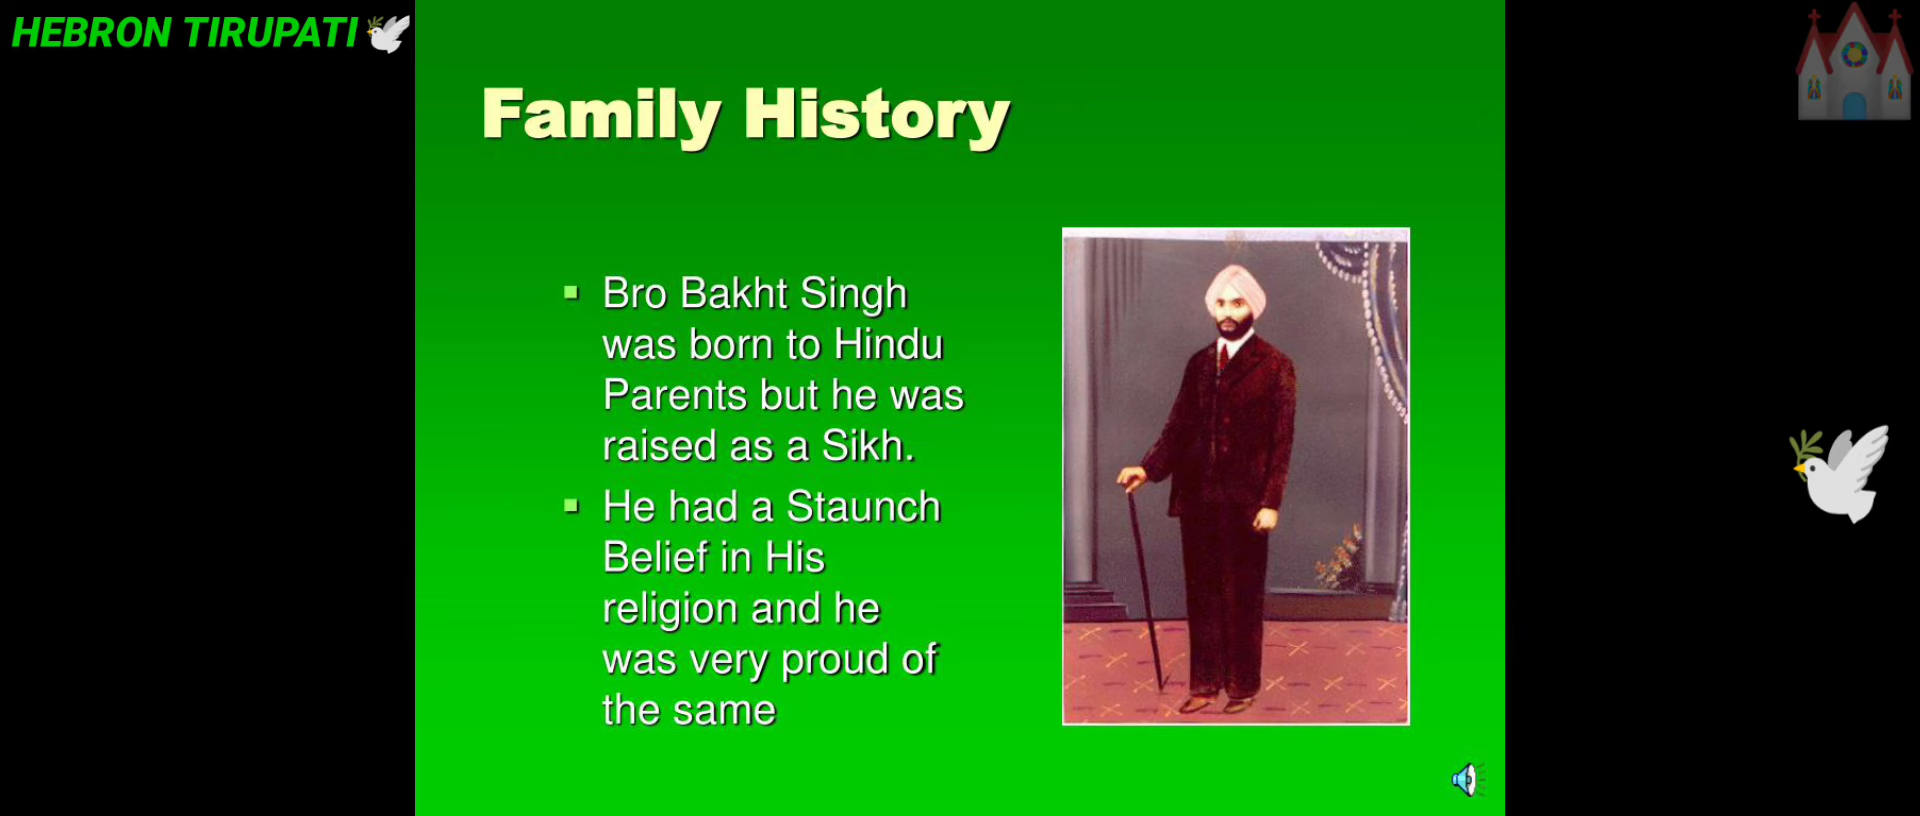 HEBRON TIRUPATI
Family History
Bro Bakht Singh
was born to Hindu
Parents but he was
raised as a Sikh.
He had a Staunch
Belief in His
religion and he
was very proud of
the same